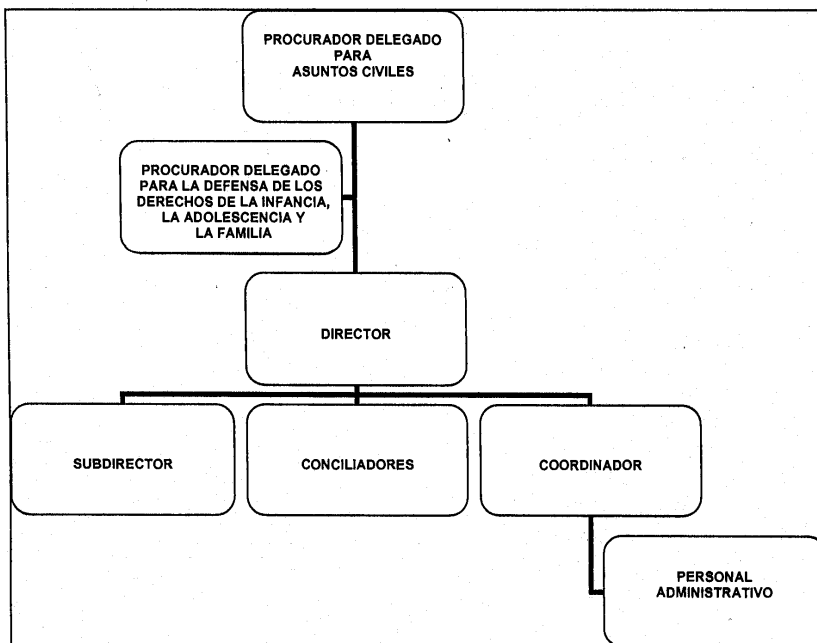 PROCURADOR DELEGADO
PARA
ASUNTOS CIVILES
PROCURADOR DELEGADO
PARA LA DEFENSA DE LOS
DERECHOS DE LA INFANCIA,
LA ADOLESCENCIA Y
LA FAMILIA
DIRECTOR
SUBDIRECTOR
CONCILIADORES
COORDINADOR
PERSONAL
ADMINISTRATIVO